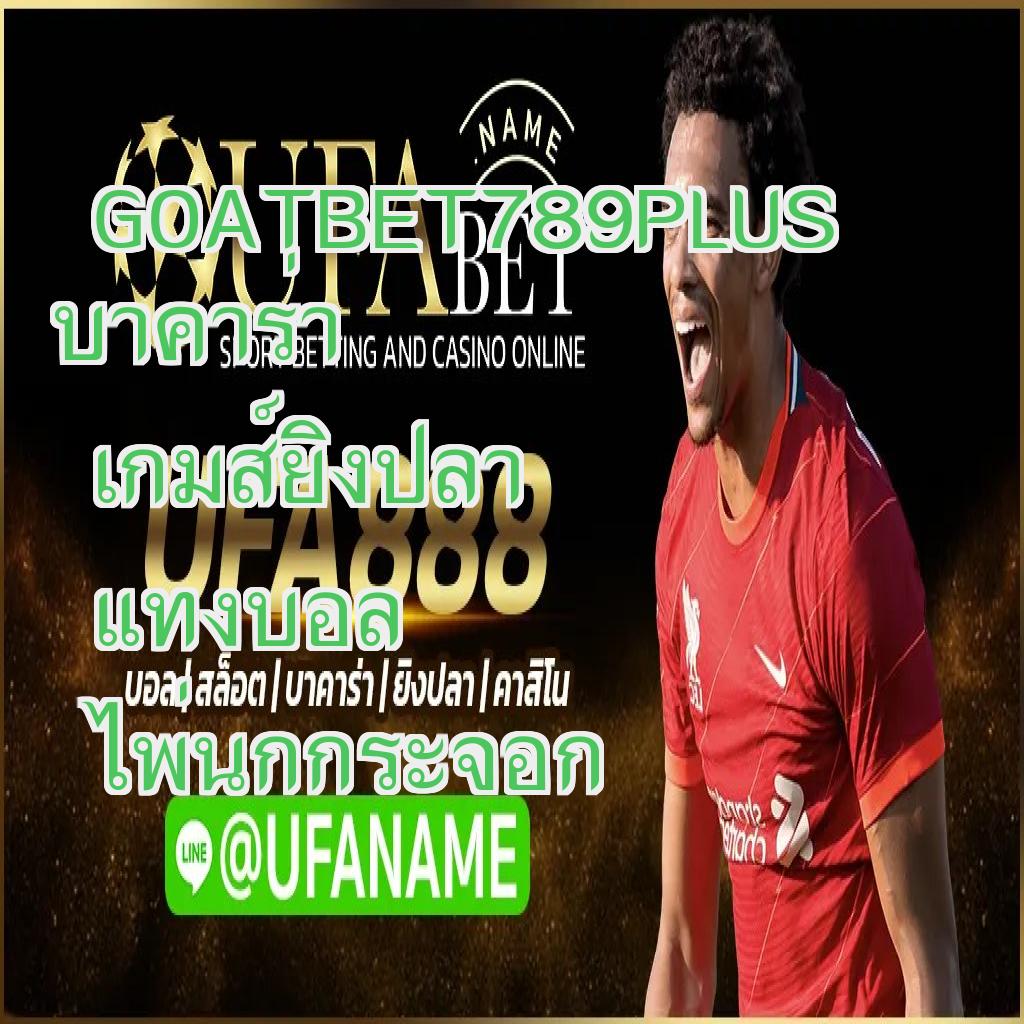 .NAME
UFABET
GOATBET789PLUS
บาคาร่า
SPORT BETTING AND CASINO ONLINE
เกมส์ยิงปลา
UFA888
แทงบอล
บอล | สล็อต | บาคาร่า | ยิงปลา | คาสิโน
ไพ่นกกระจอก
LINE @UFANAME